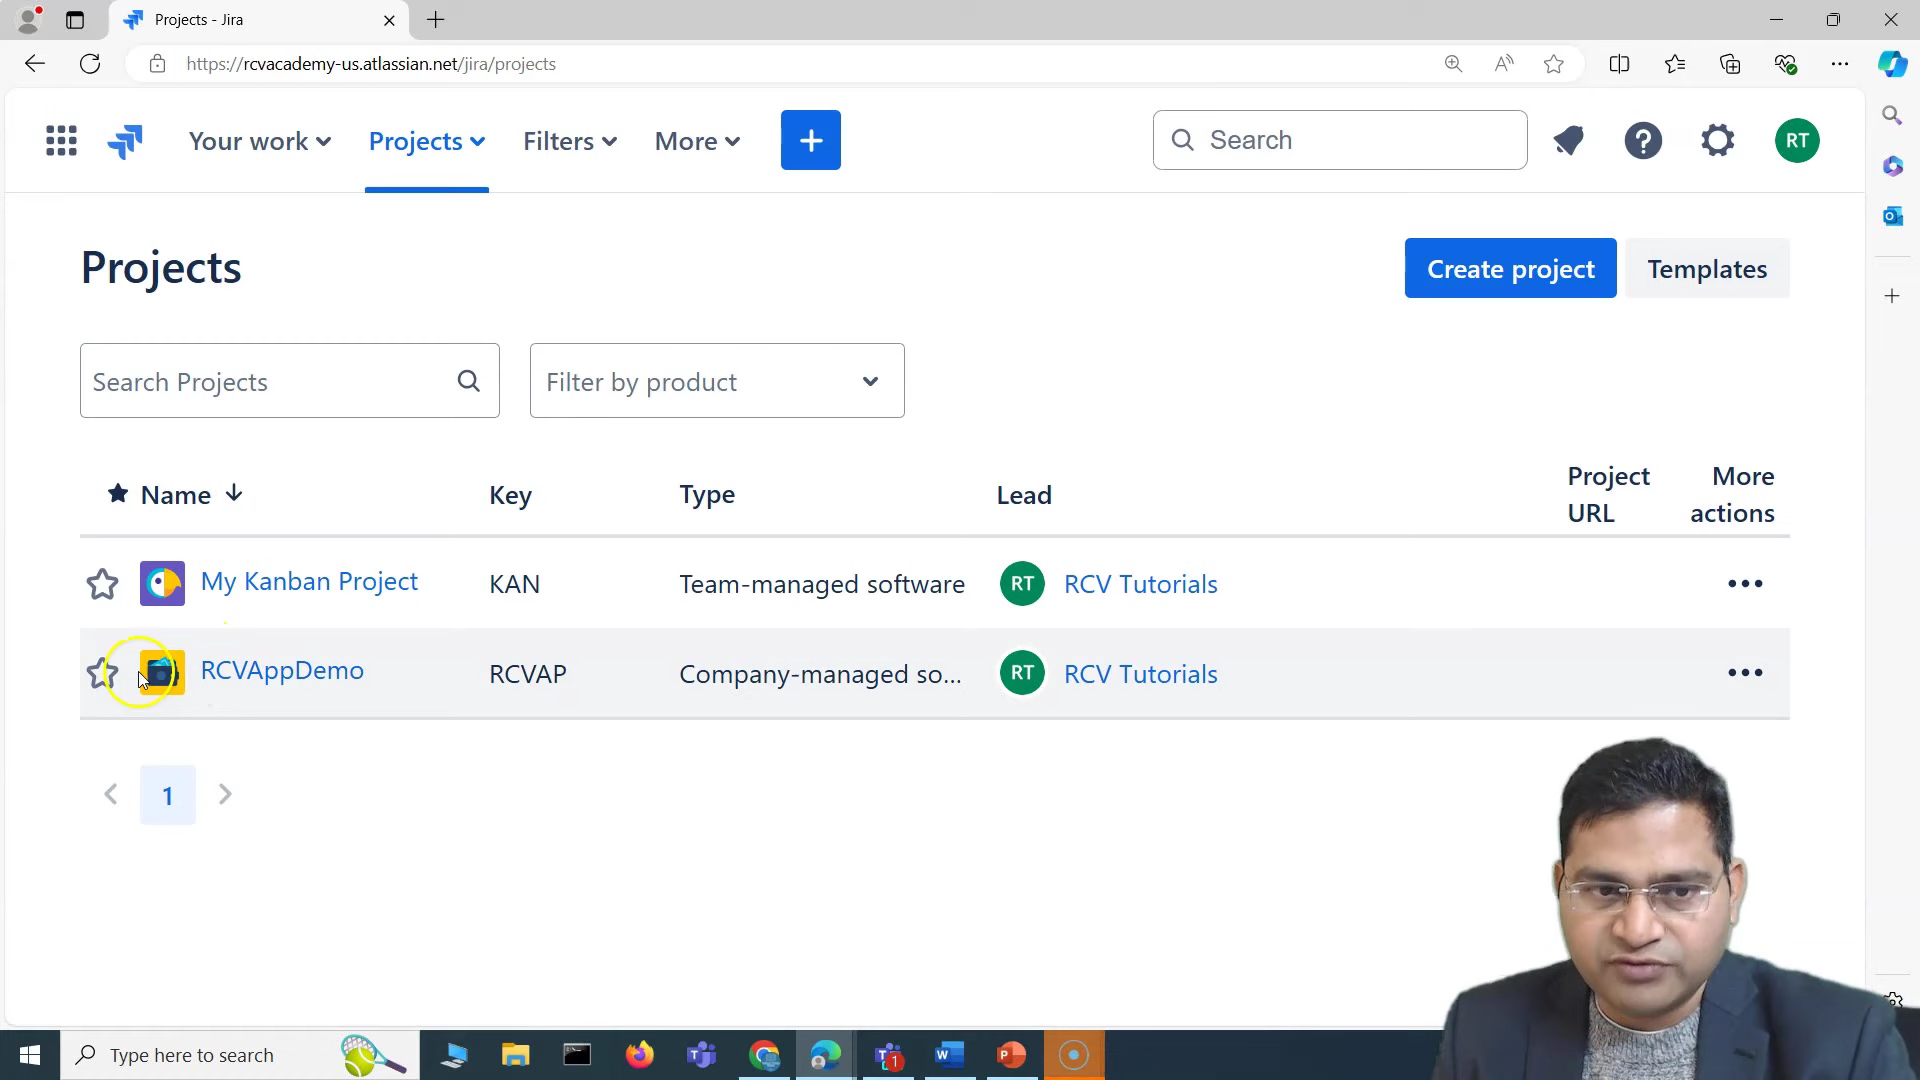 Projects - Jira
https://rcvacademy-us.atlassian.net/jira/projects
Your work Projects Filters More
Search
RT
Projects
Create project
Templates
Search Projects
Filter by product
Name Key Type Lead Project URL More actions
My Kanban Project KAN Team-managed software RT RCV Tutorials
RCVAppDemo RCVAP Company-managed so... RT RCV Tutorials
1
Type here to search
1